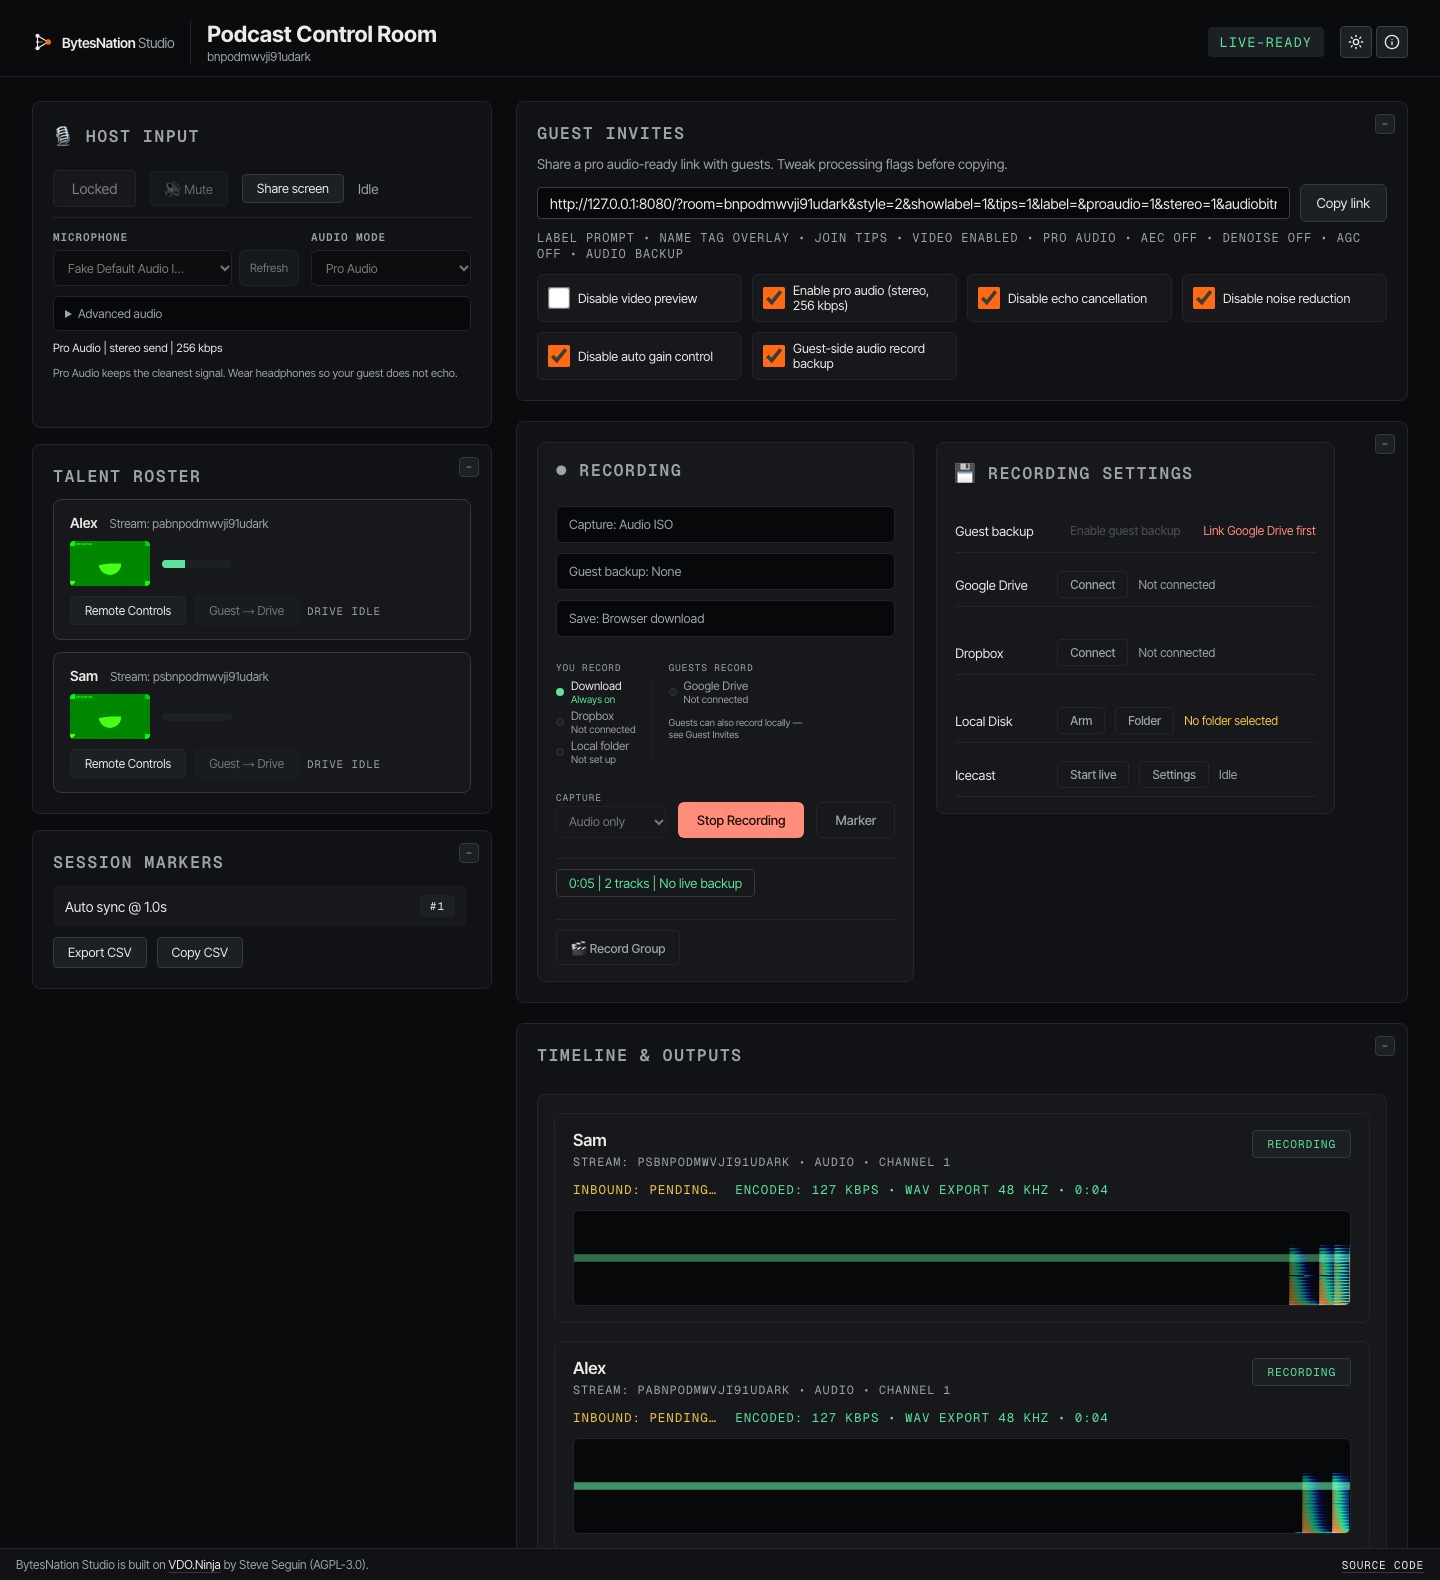 BytesNation Studio
Podcast Control Room
bnpodmwvji91udark
LIVE-READY
HOST INPUT
Locked
Mute
Share screen
Idle
MICROPHONE
AUDIO MODE
Fake Default Audio I...
Refresh
Pro Audio
Advanced audio
Pro Audio | stereo send | 256 kbps
Pro Audio keeps the cleanest signal. Wear headphones so your guest does not echo.
TALENT ROSTER
Alex Stream: pabnpodmwvji91udark
Remote Controls
Guest → Drive
DRIVE IDLE
Sam Stream: psbnpodmwvji91udark
Remote Controls
Guest → Drive
DRIVE IDLE
SESSION MARKERS
Auto sync @ 1.0s
#1
Export CSV
Copy CSV
GUEST INVITES
Share a pro audio-ready link with guests. Tweak processing flags before copying.
http://127.0.0.1:8080/?room=bnpodmwvji91udark&style=2&showlabel=1&tips=1&label=&proaudio=1&stereo=1&audiobitr
Copy link
LABEL PROMPT • NAME TAG OVERLAY • JOIN TIPS • VIDEO ENABLED • PRO AUDIO • AEC OFF • DENOISE OFF • AGC
OFF • AUDIO BACKUP
Disable video preview
Enable pro audio (stereo,
256 kbps)
Disable echo cancellation
Disable noise reduction
Disable auto gain control
Guest-side audio record
backup
RECORDING
Capture: Audio ISO
Guest backup: None
Save: Browser download
YOU RECORD
Download
Always on
Dropbox
Not connected
Local folder
Not set up
GUESTS RECORD
Google Drive
Not connected
Guests can also record locally —
see Guest Invites
CAPTURE
Audio only
Stop Recording
Marker
0:05 | 2 tracks | No live backup
Record Group
RECORDING SETTINGS
Guest backup
Enable guest backup
Link Google Drive first
Google Drive
Connect
Not connected
Dropbox
Connect
Not connected
Local Disk
Arm
Folder
No folder selected
Icecast
Start live
Settings
Idle
TIMELINE & OUTPUTS
Sam
RECORDING
STREAM: PSBNPODMWVJI91UDARK • AUDIO • CHANNEL 1
INBOUND: PENDING… ENCODED: 127 KBPS • WAV EXPORT 48 KHZ • 0:04
Alex
RECORDING
STREAM: PABNPODMWVJI91UDARK • AUDIO • CHANNEL 1
INBOUND: PENDING… ENCODED: 127 KBPS • WAV EXPORT 48 KHZ • 0:04
BytesNation Studio is built on VDO.Ninja by Steve Seguin (AGPL-3.0).
SOURCE CODE